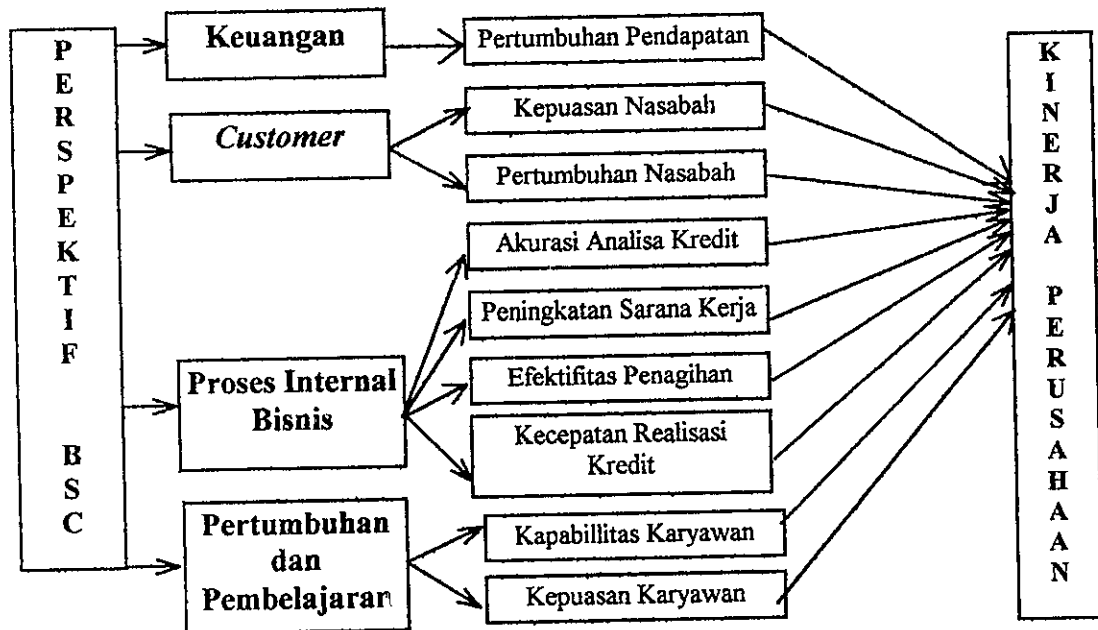 PERSPEKTIF BSC
Keuangan
Customer
Proses Internal
Bisnis
Pertumbuhan
dan
Pembelajaran
Pertumbuhan Pendapatan
Kepuasan Nasabah
Pertumbuhan Nasabah
Akurasi Analisa Kredit
Peningkatan Sarana Kerja
Efektifitas Penagihan
Kecepatan Realisasi
Kredit
Kapabillitas Karyawan
Kepuasan Karyawan
KINERJA PERUSAHAAN